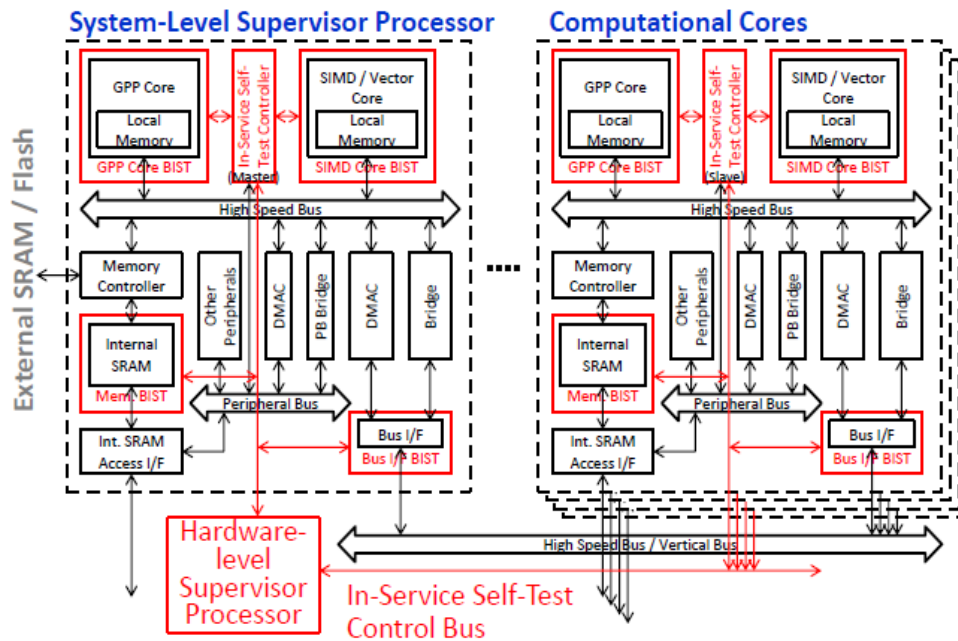 System-Level Supervisor Processor
Computational Cores
External SRAM / Flash
GPP Core
Local
Memory
GPP Core BIST
In-Service Self-
Test Controller
(Master)
SIMD / Vector
Core
Local
Memory
SIMD Core BIST
High Speed Bus
Memory
Controller
Other
Peripherals
DMAC
PB Bridge
DMAC
Bridge
Internal
SRAM
Mem. BIST
Peripheral Bus
Int. SRAM
Access I/F
Bus I/F
Bus I/F BIST
GPP Core
Local
Memory
GPP Core BIST
In-Service Self-
Test Controller
(Slave)
SIMD / Vector
Core
Local
Memory
SIMD Core BIST
High Speed Bus
Memory
Controller
Other
Peripherals
DMAC
PB Bridge
DMAC
Bridge
Internal
SRAM
Mem. BIST
Peripheral Bus
Int. SRAM
Access I/F
Bus I/F
Bus I/F BIST
Hardware-
level
Supervisor
Processor
High Speed Bus / Vertical Bus
In-Service Self-Test
Control Bus